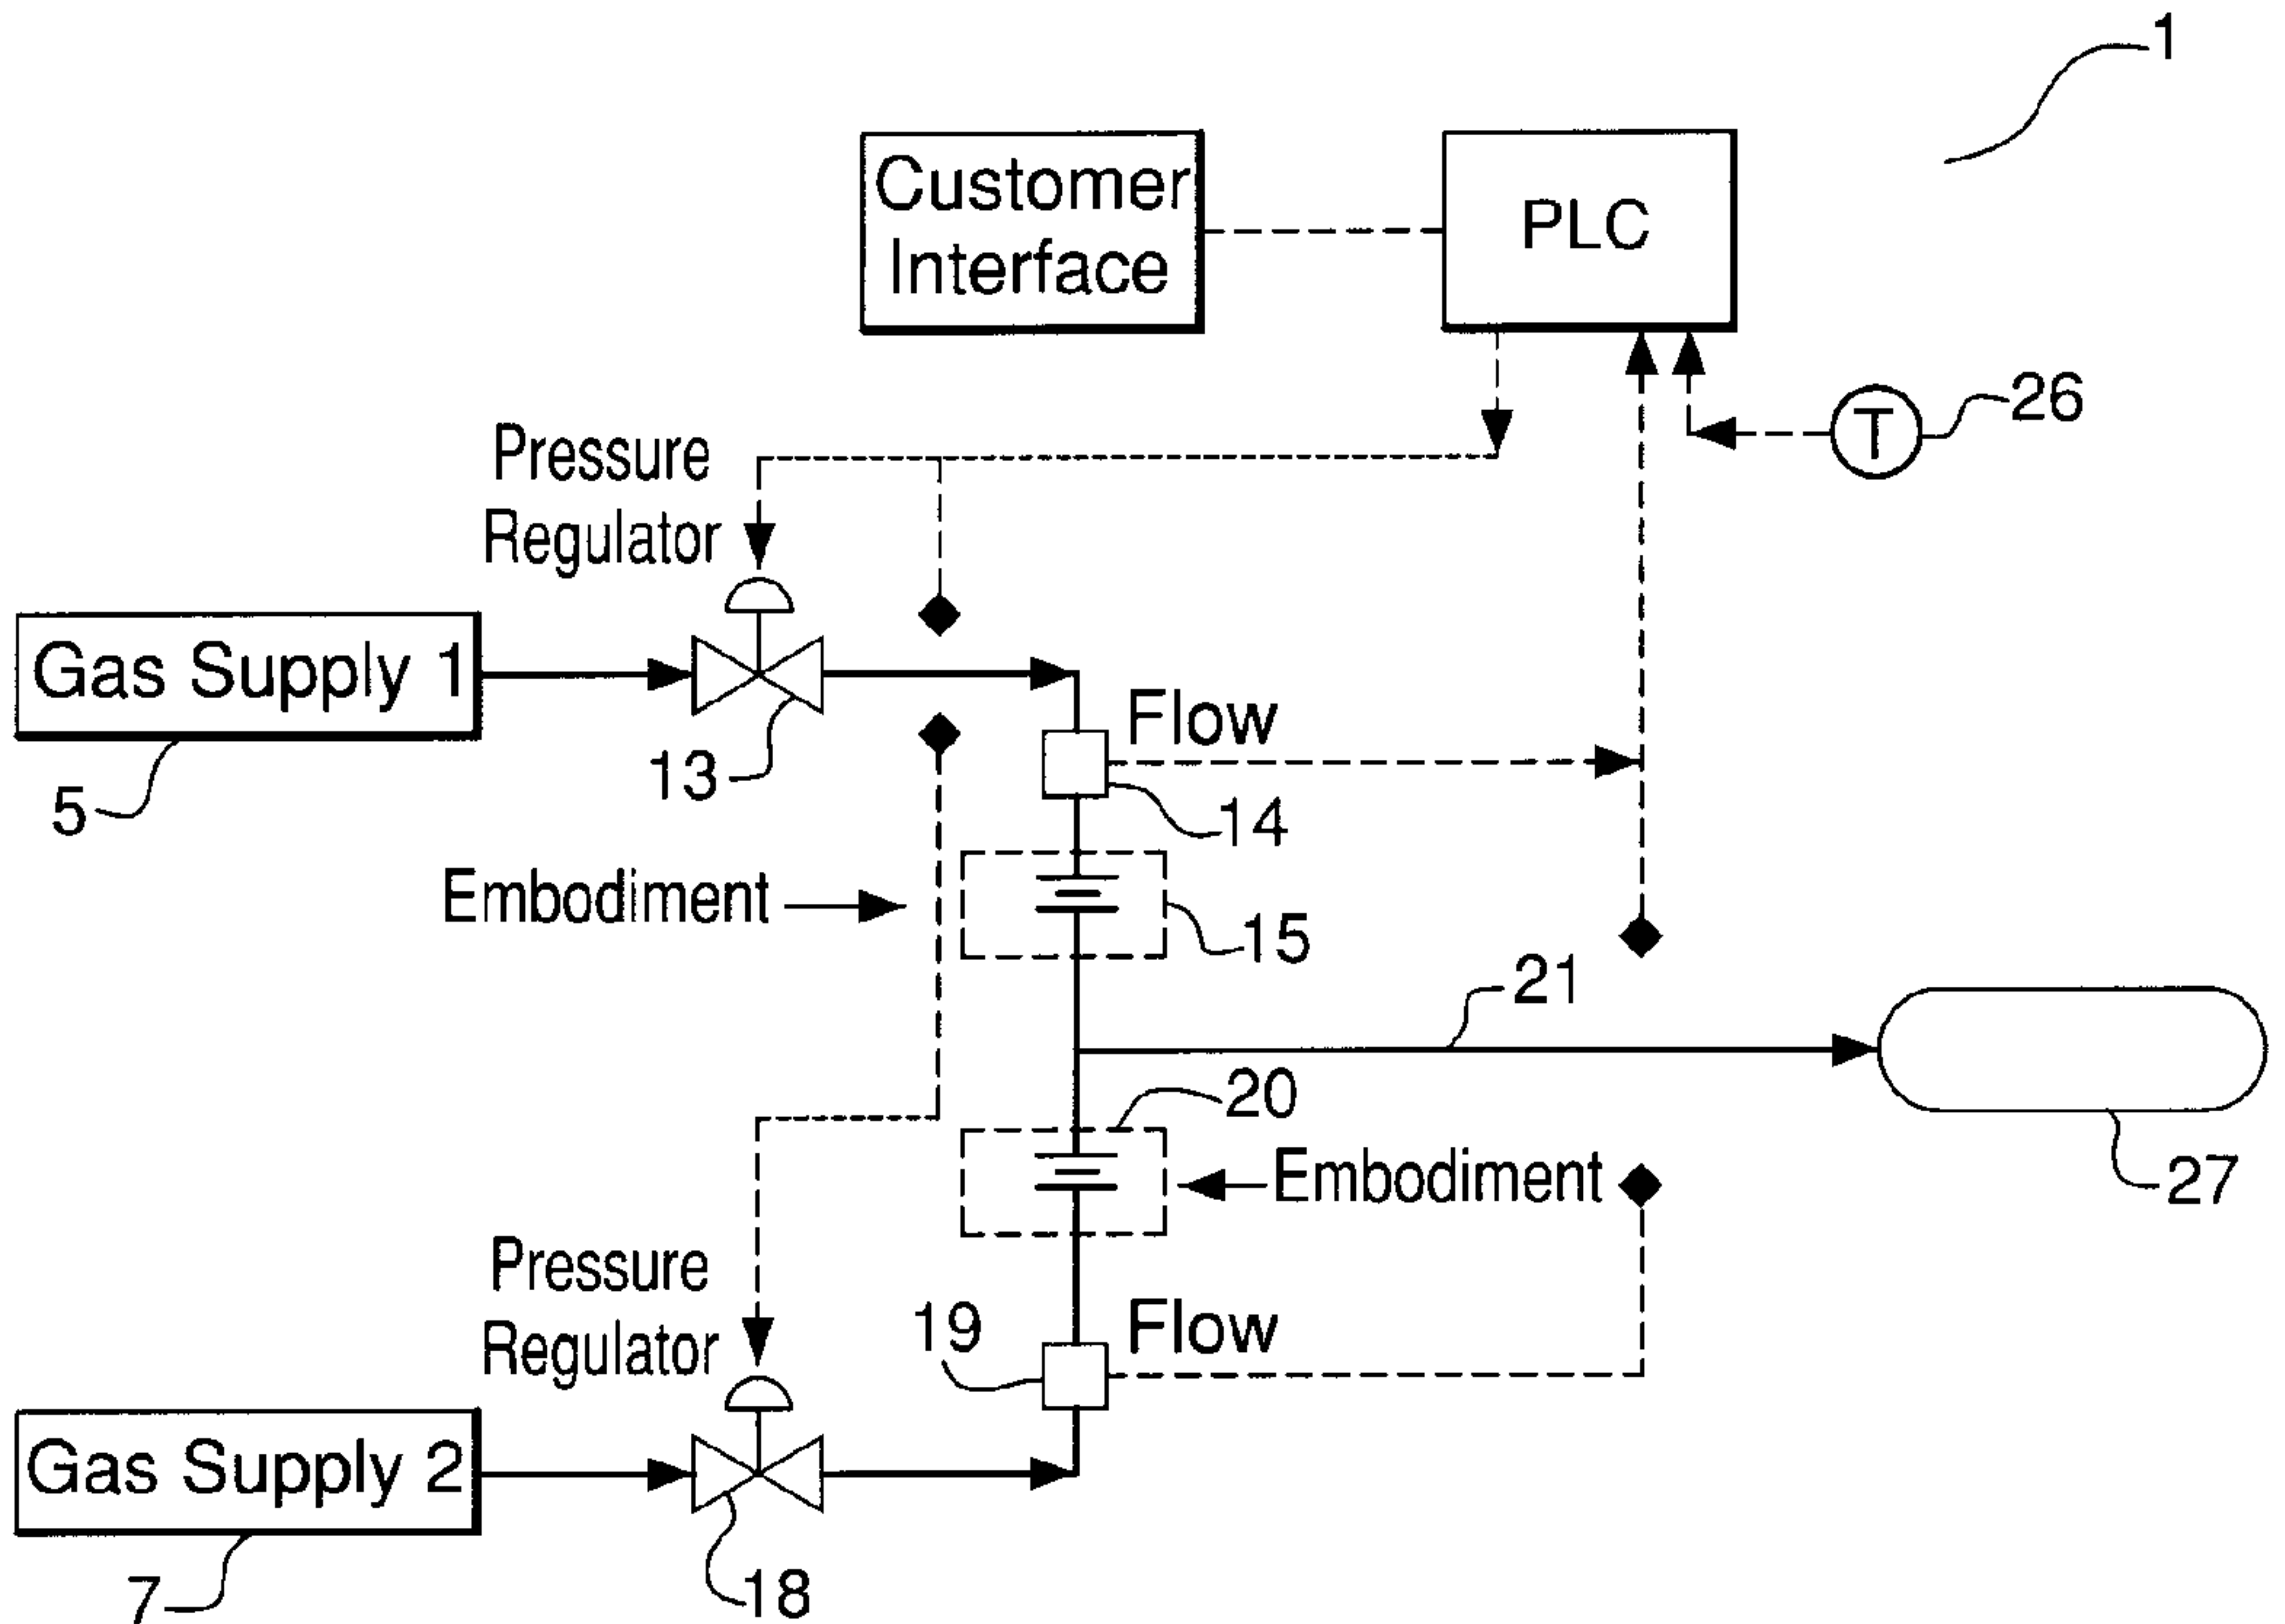 1
Customer
Interface
PLC
T
26
Pressure
Regulator
Gas Supply 1
5
13
Flow
14
Embodiment
15
21
20
Embodiment
27
Pressure
Regulator
19
Flow
Gas Supply 2
7
18